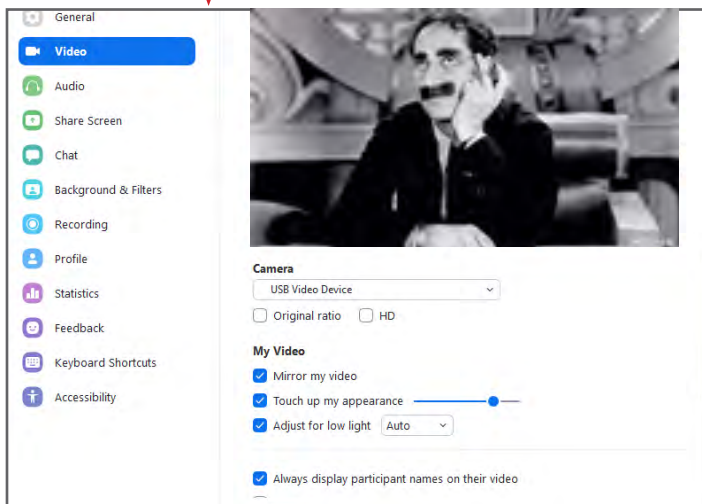 General
Video
Audio
Share Screen
Chat
Background & Filters
Recording
Profile
Statistics
Feedback
Keyboard Shortcuts
Accessibility
Camera
USB Video Device
Original ratio HD
My Video
Mirror my video
Touch up my appearance
Adjust for low light Auto
Always display participant names on their video